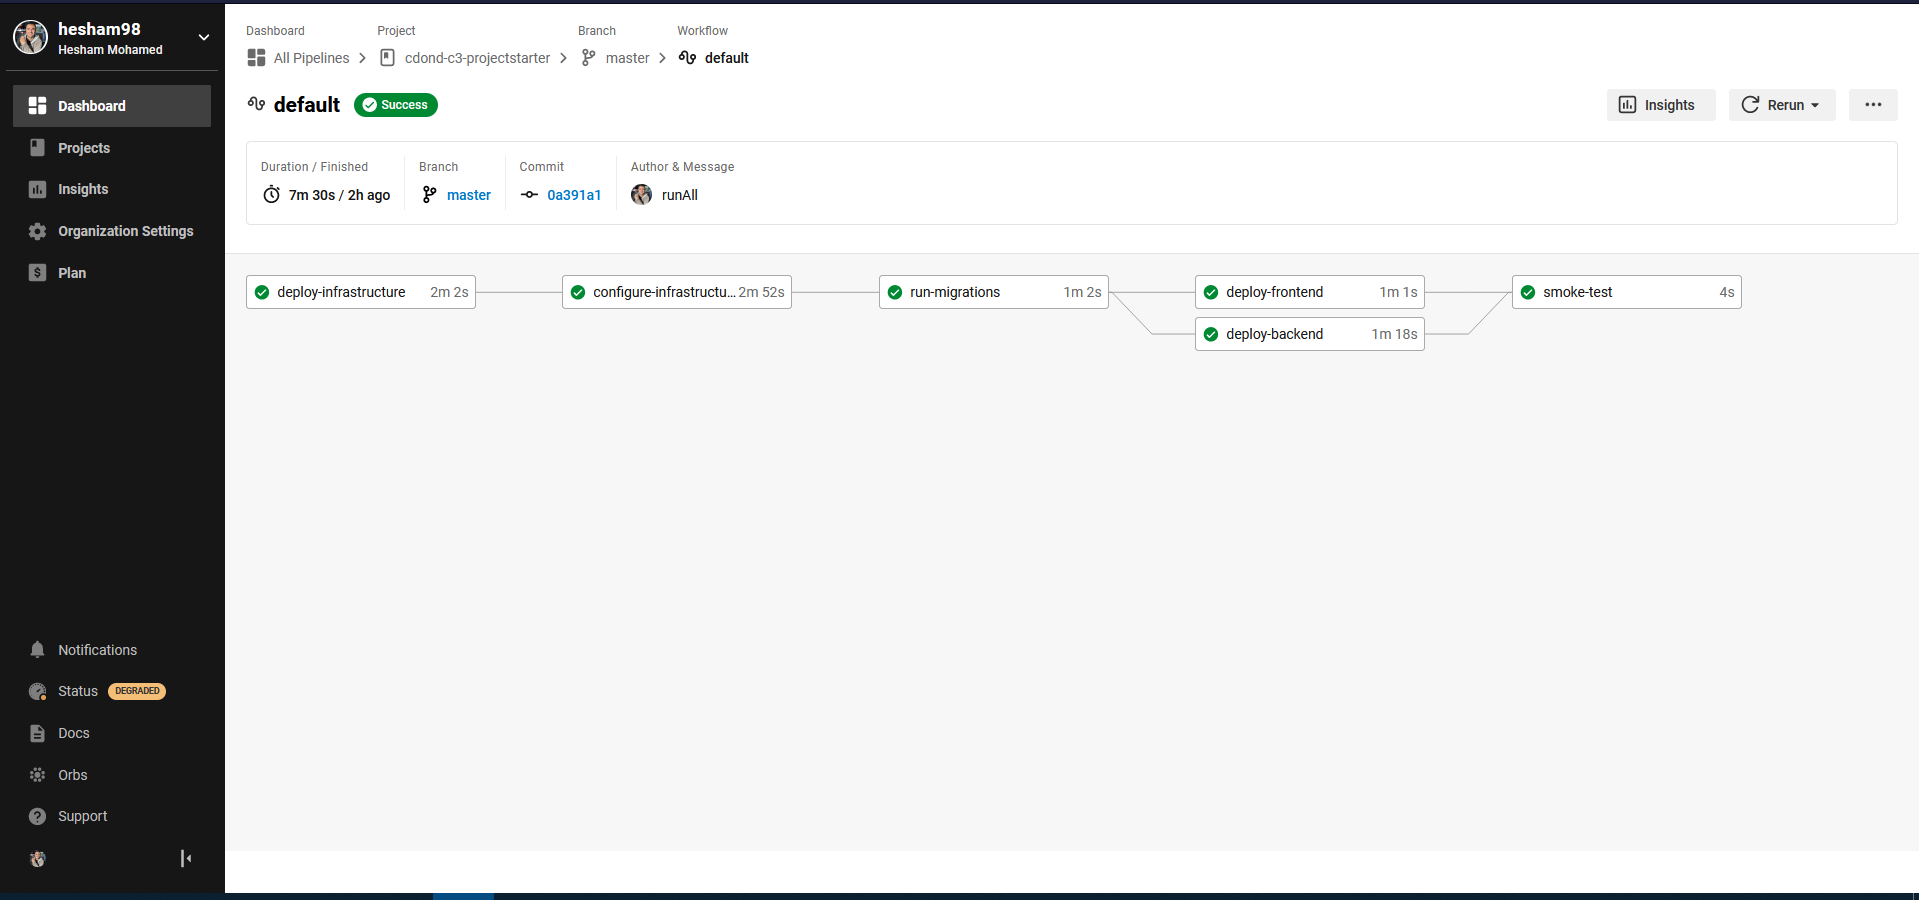 hesham98
Hesham Mohamed
Dashboard
Projects
Insights
Organization Settings
Plan
Notifications
Status DEGRADED
Docs
Orbs
Support
Dashboard Project Branch Workflow
All Pipelines cdond-c3-projectstarter master default
default Success
Insights Rerun
Duration / Finished Branch Commit Author & Message
7m 30s / 2h ago master 0a391a1 runAll
deploy-infrastructure 2m 2s
configure-infrastructu... 2m 52s
run-migrations 1m 2s
deploy-frontend 1m 1s
deploy-backend 1m 18s
smoke-test 4s